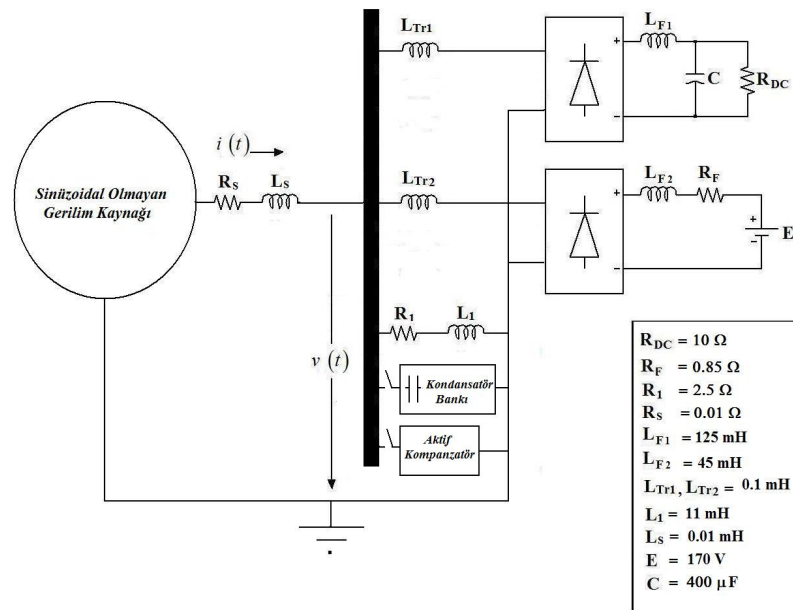 L_Tr1
L_F1
+
C
R_DC
-
i (t)
Sinüzoidal Olmayan
Gerilim Kaynağı
R_S
L_S
L_Tr2
L_F2
R_F
+
+
-
E
-
R_1
L_1
v (t)
Kondansatör
Bankı
Aktif
Kompanzatör
R_DC = 10 Ω
R_F = 0.85 Ω
R_1 = 2.5 Ω
R_S = 0.01 Ω
L_F1 = 125 mH
L_F2 = 45 mH
L_Tr1, L_Tr2 = 0.1 mH
L_1 = 11 mH
L_S = 0.01 mH
E = 170 V
C = 400 µF